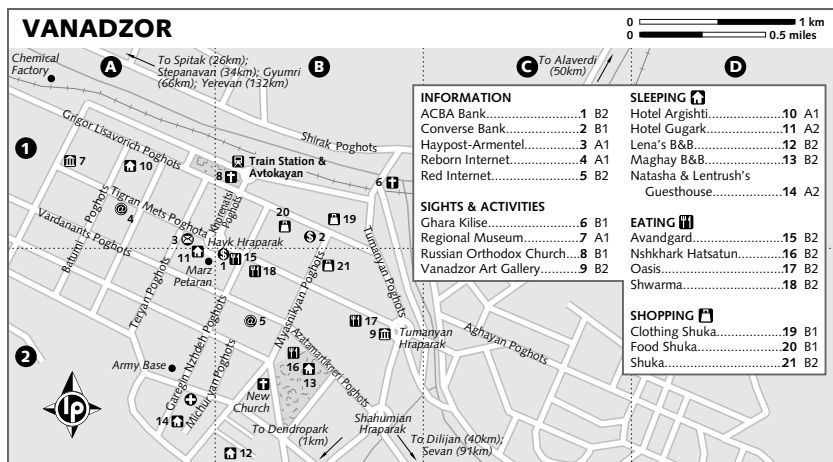 VANADZOR
0 1 km
0 0.5 miles
A
B
C
D
1
2
Chemical
Factory
To Spitak (26km);
Stepanavan (34km); Gyumri
(66km); Yerevan (132km)
To Alaverdi
(50km)
Grigor Lisavorich Poghots
Shirak Poghots
7
10
Train Station &
Avtokayan
8
6
4
Tigran Mets Poghota
Khorenatsi
Poghots
20
19
2
Vardanants Poghots
Batumi Poghots
3
Hayk Hraparak
11
Marz
Petaran
1
15
18
21
Tumanyan Poghots
Teryan Poghots
Myasnikyan Poghots
5
17
9
Tumanyan
Hraparak
Aghayan Poghots
Garegin Nzhdeh Poghots
Michuryan Poghots
Azatamartikneri Poghots
Army Base
16
13
New
Church
14
lp
12
To Dendropark
(1km)
Shahumian
Hraparak
To Dilijan (40km);
Sevan (91km)
INFORMATION
ACBA Bank.....................1 B2
Converse Bank................2 B1
Haypost-Armentel............3 A1
Reborn Internet...............4 A1
Red Internet...................5 B2
SIGHTS & ACTIVITIES
Ghara Kilise....................6 B1
Regional Museum............7 A1
Russian Orthodox Church..8 B1
Vanadzor Art Gallery........9 B2
SLEEPING
Hotel Argishti..................10 A1
Hotel Gugark..................11 A2
Lena's B&B....................12 B2
Maghay B&B..................13 B2
Natasha & Lentrush's
Guesthouse....................14 A2
EATING
Avandgard.....................15 B2
Nshkhark Hatsatun..........16 B2
Oasis............................17 B2
Shwarma.......................18 B2
SHOPPING
Clothing Shuka...............19 B1
Food Shuka....................20 B1
Shuka...........................21 B2